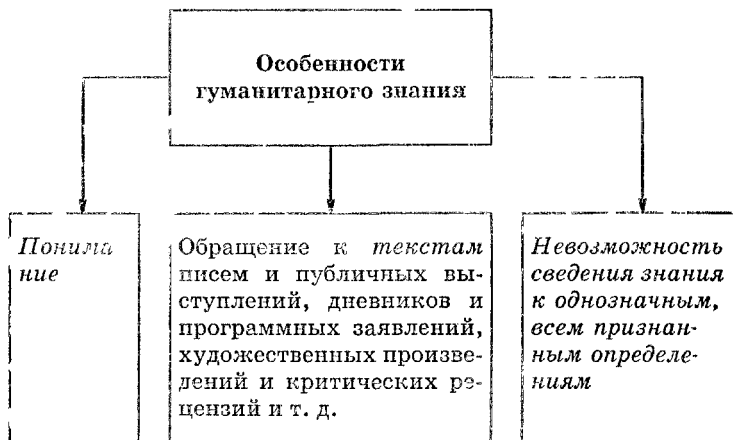 Особенности
гуманитарного знания
Понима
ние
Обращение к текстам
писем и публичных вы-
ступлений, дневников и
программных заявлений,
художественных произве-
дений и критических ре-
цензий и т. д.
Невозможность
сведения знания
к однозначным,
всем признан-
ным определе-
ниям